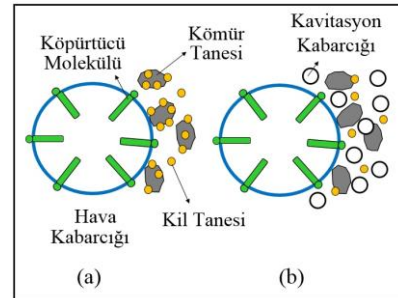 Köpürtücü
Molekülü
Kömür
Tanesi
Hava
Kabarcığı
Kil Tanesi
(a)
Kavitasyon
Kabarcığı
(b)